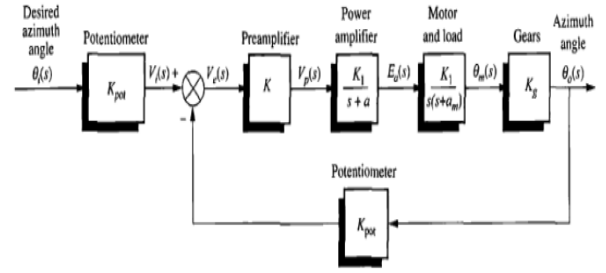 Desired
azimuth
angle
θi(s)
Potentiometer
Kpot
Vi(s) +
−
Ve(s)
Preamplifier
K
Vp(s)
Power
amplifier
K1
s + a
Ea(s)
Motor
and load
K1
s(s+am)
θm(s)
Gears
Kg
Azimuth
angle
θo(s)
Potentiometer
Kpot